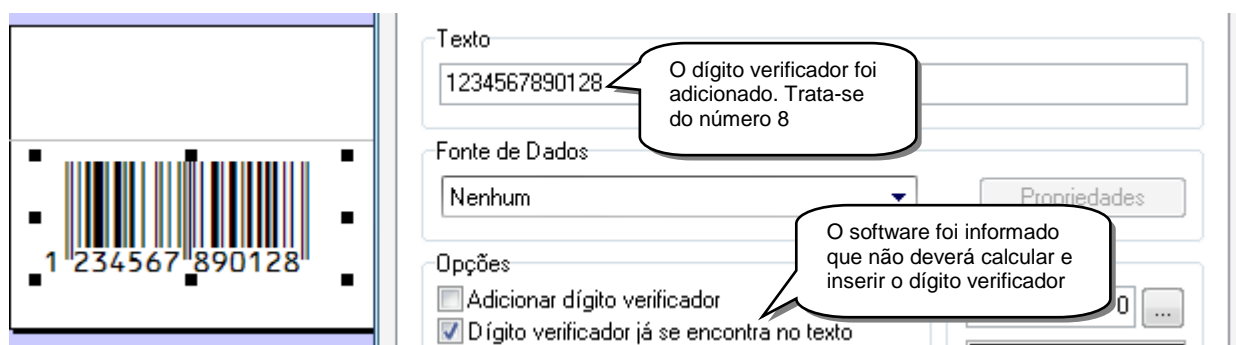 Texto
1234567890128
O dígito verificador foi
adicionado. Trata-se
do número 8
Fonte de Dados
Nenhum
Propriedades
O software foi informado
que não deverá calcular e
inserir o dígito verificador
1 234567 890128
Opções
Adicionar dígito verificador
0 ...
Dígito verificador já se encontra no texto